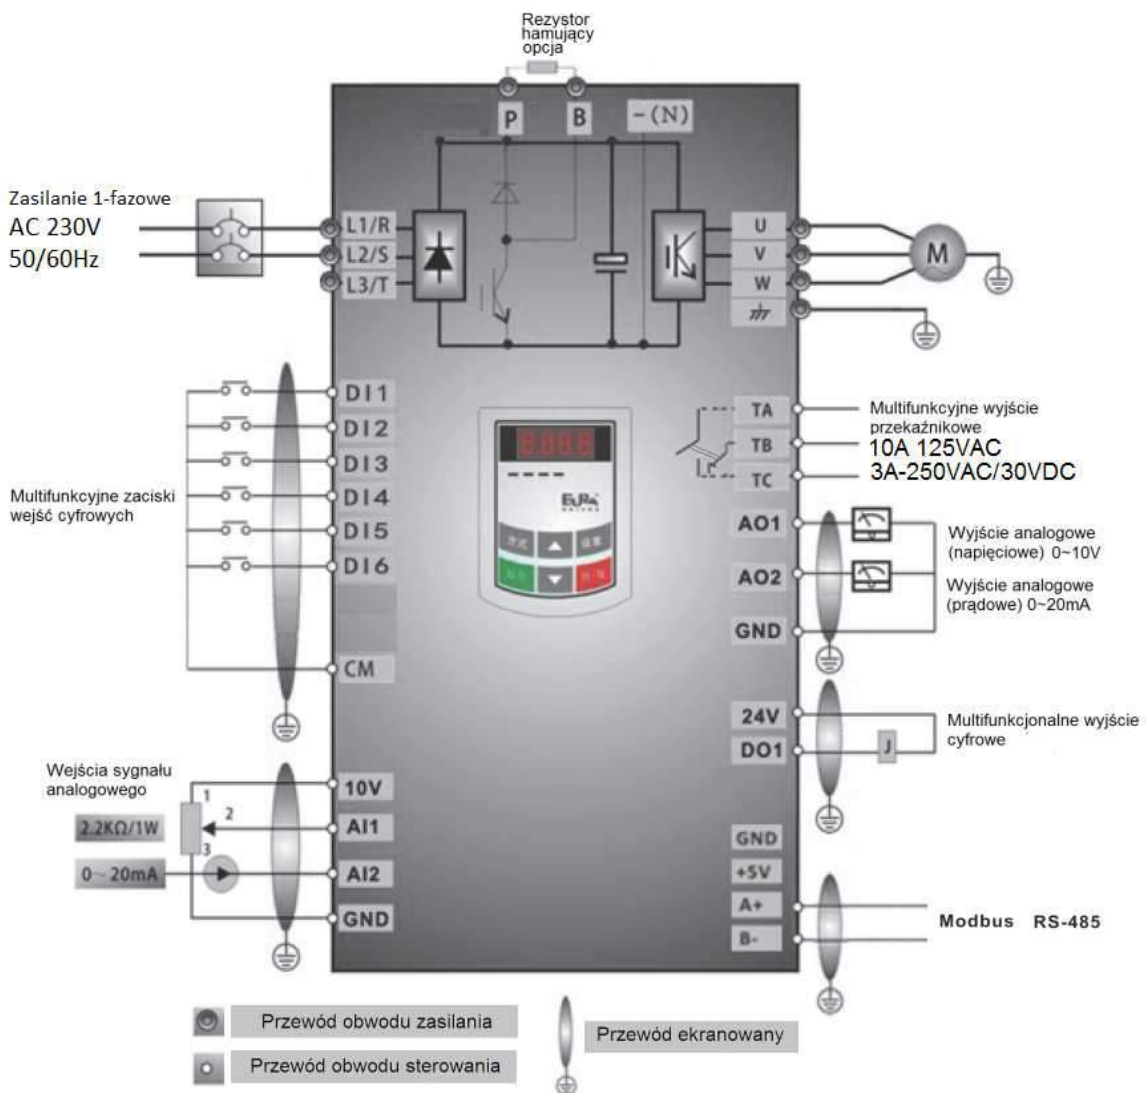 Rezystor
hamujący
opcja
P
B
-(N)
Zasilanie 1-fazowe
AC 230V
50/60Hz
L1/R
L2/S
L3/T
U
V
W
M
DI1
DI2
DI3
DI4
DI5
DI6
CM
Multifunkcyjne zaciski
wejść cyfrowych
TA
TB
TC
Multifunkcyjne wyjście
przekaźnikowe
10A 125VAC
3A-250VAC/30VDC
EURA
DRIVES
AO1
AO2
GND
Wyjście analogowe
(napięciowe) 0~10V
Wyjście analogowe
(prądowe) 0~20mA
24V
DO1
J
Multifunkcjonalne wyjście
cyfrowe
Wejścia sygnału
analogowego
1
2
3
2.2KΩ/1W
0~20mA
10V
AI1
AI2
GND
GND
+5V
A+
B-
Modbus RS-485
Przewód obwodu zasilania
Przewód obwodu sterowania
Przewód ekranowany